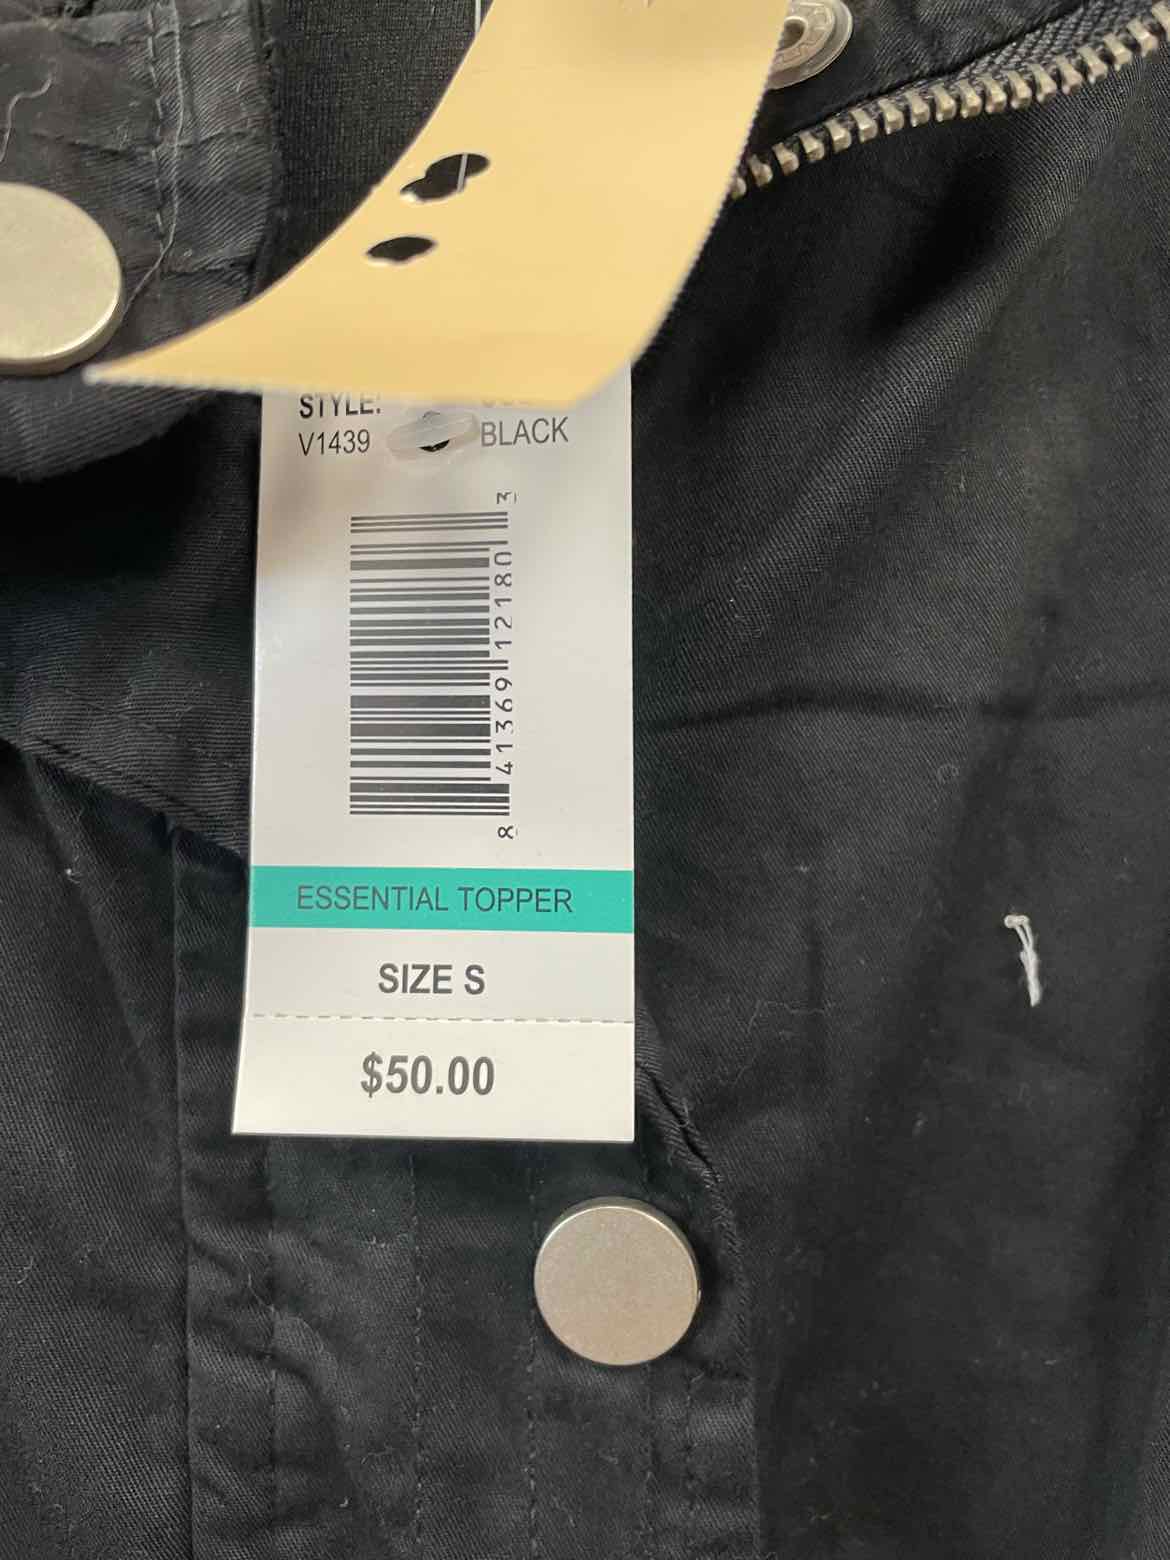 STYLE:
V1439
BLACK
8 41369 12180 3
ESSENTIAL TOPPER
SIZE S
$50.00